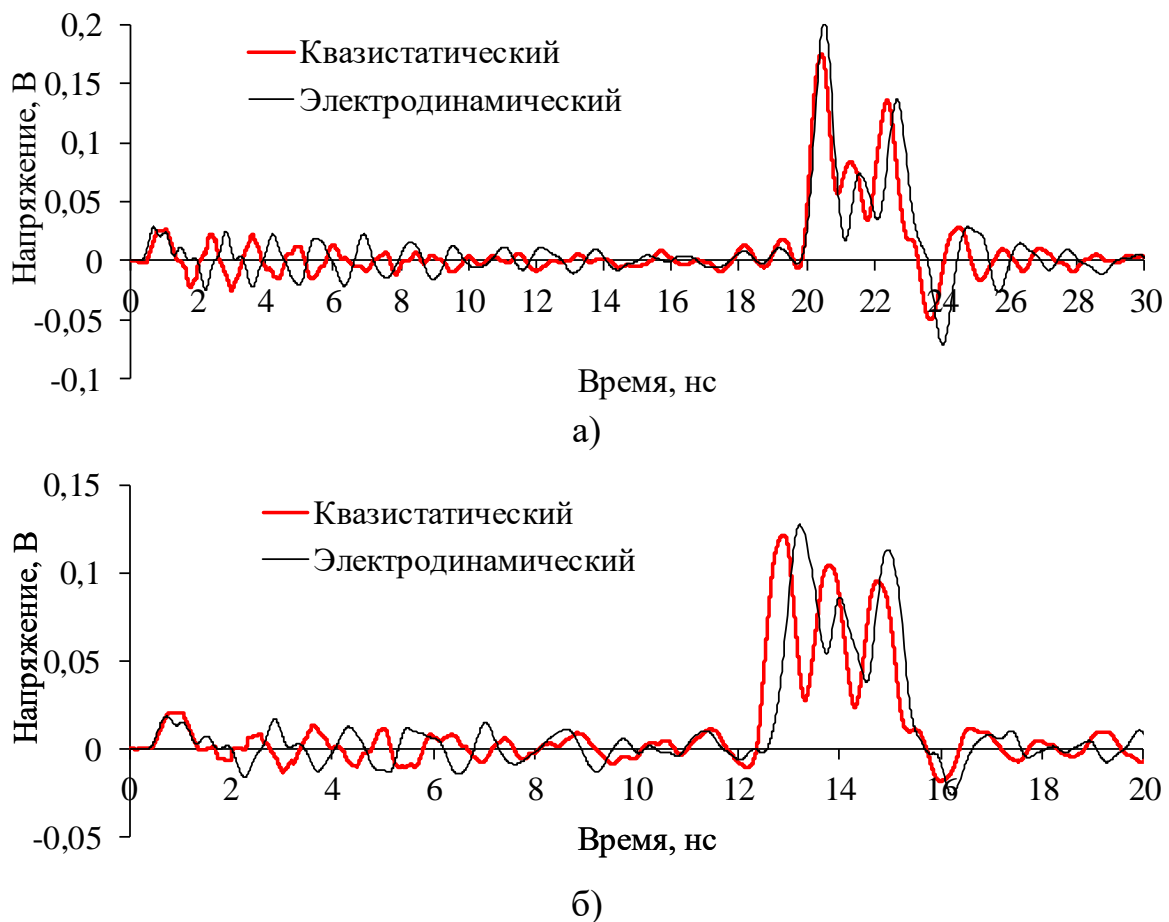 0,2
Квазистатический
0,15
Электродинамический
0,1
0,05
0
0 2 4 6 8 10 12 14 16 18 20 22 24 26 28 30
-0,05
-0,1
Напряжение, В
Время, нс
а)
0,15
Квазистатический
Электродинамический
0,1
0,05
0
0 2 4 6 8 10 12 14 16 18 20
-0,05
Напряжение, В
Время, нс
б)